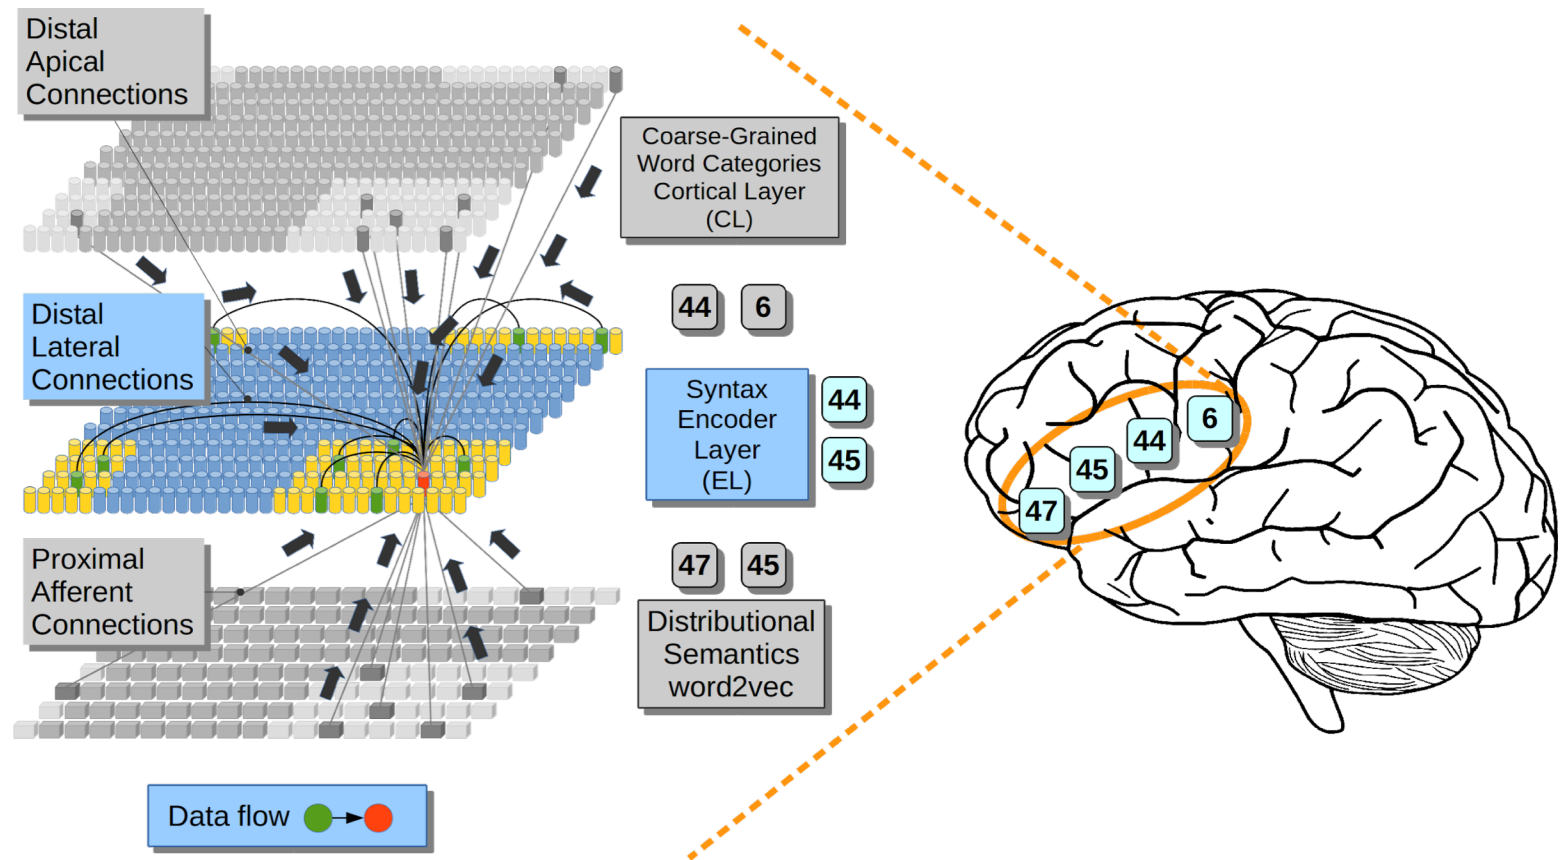 Distal
Apical
Connections
Coarse-Grained
Word Categories
Cortical Layer
(CL)
44 6
Distal
Lateral
Connections
Syntax
Encoder
Layer
(EL)
44
45
Proximal
Afferent
Connections
47 45
Distributional
Semantics
word2vec
Data flow
6
44
45
47